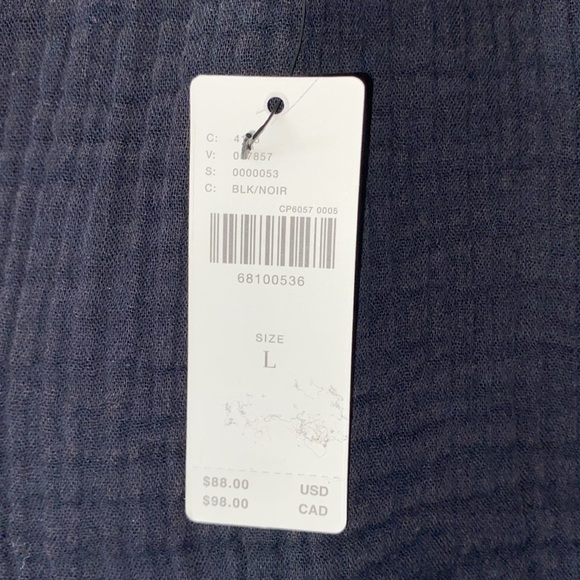 C:
V:
S: 0000053
C: BLK/NOIR
CP6057 0005
68100536
SIZE
L
$88.00 USD
$98.00 CAD